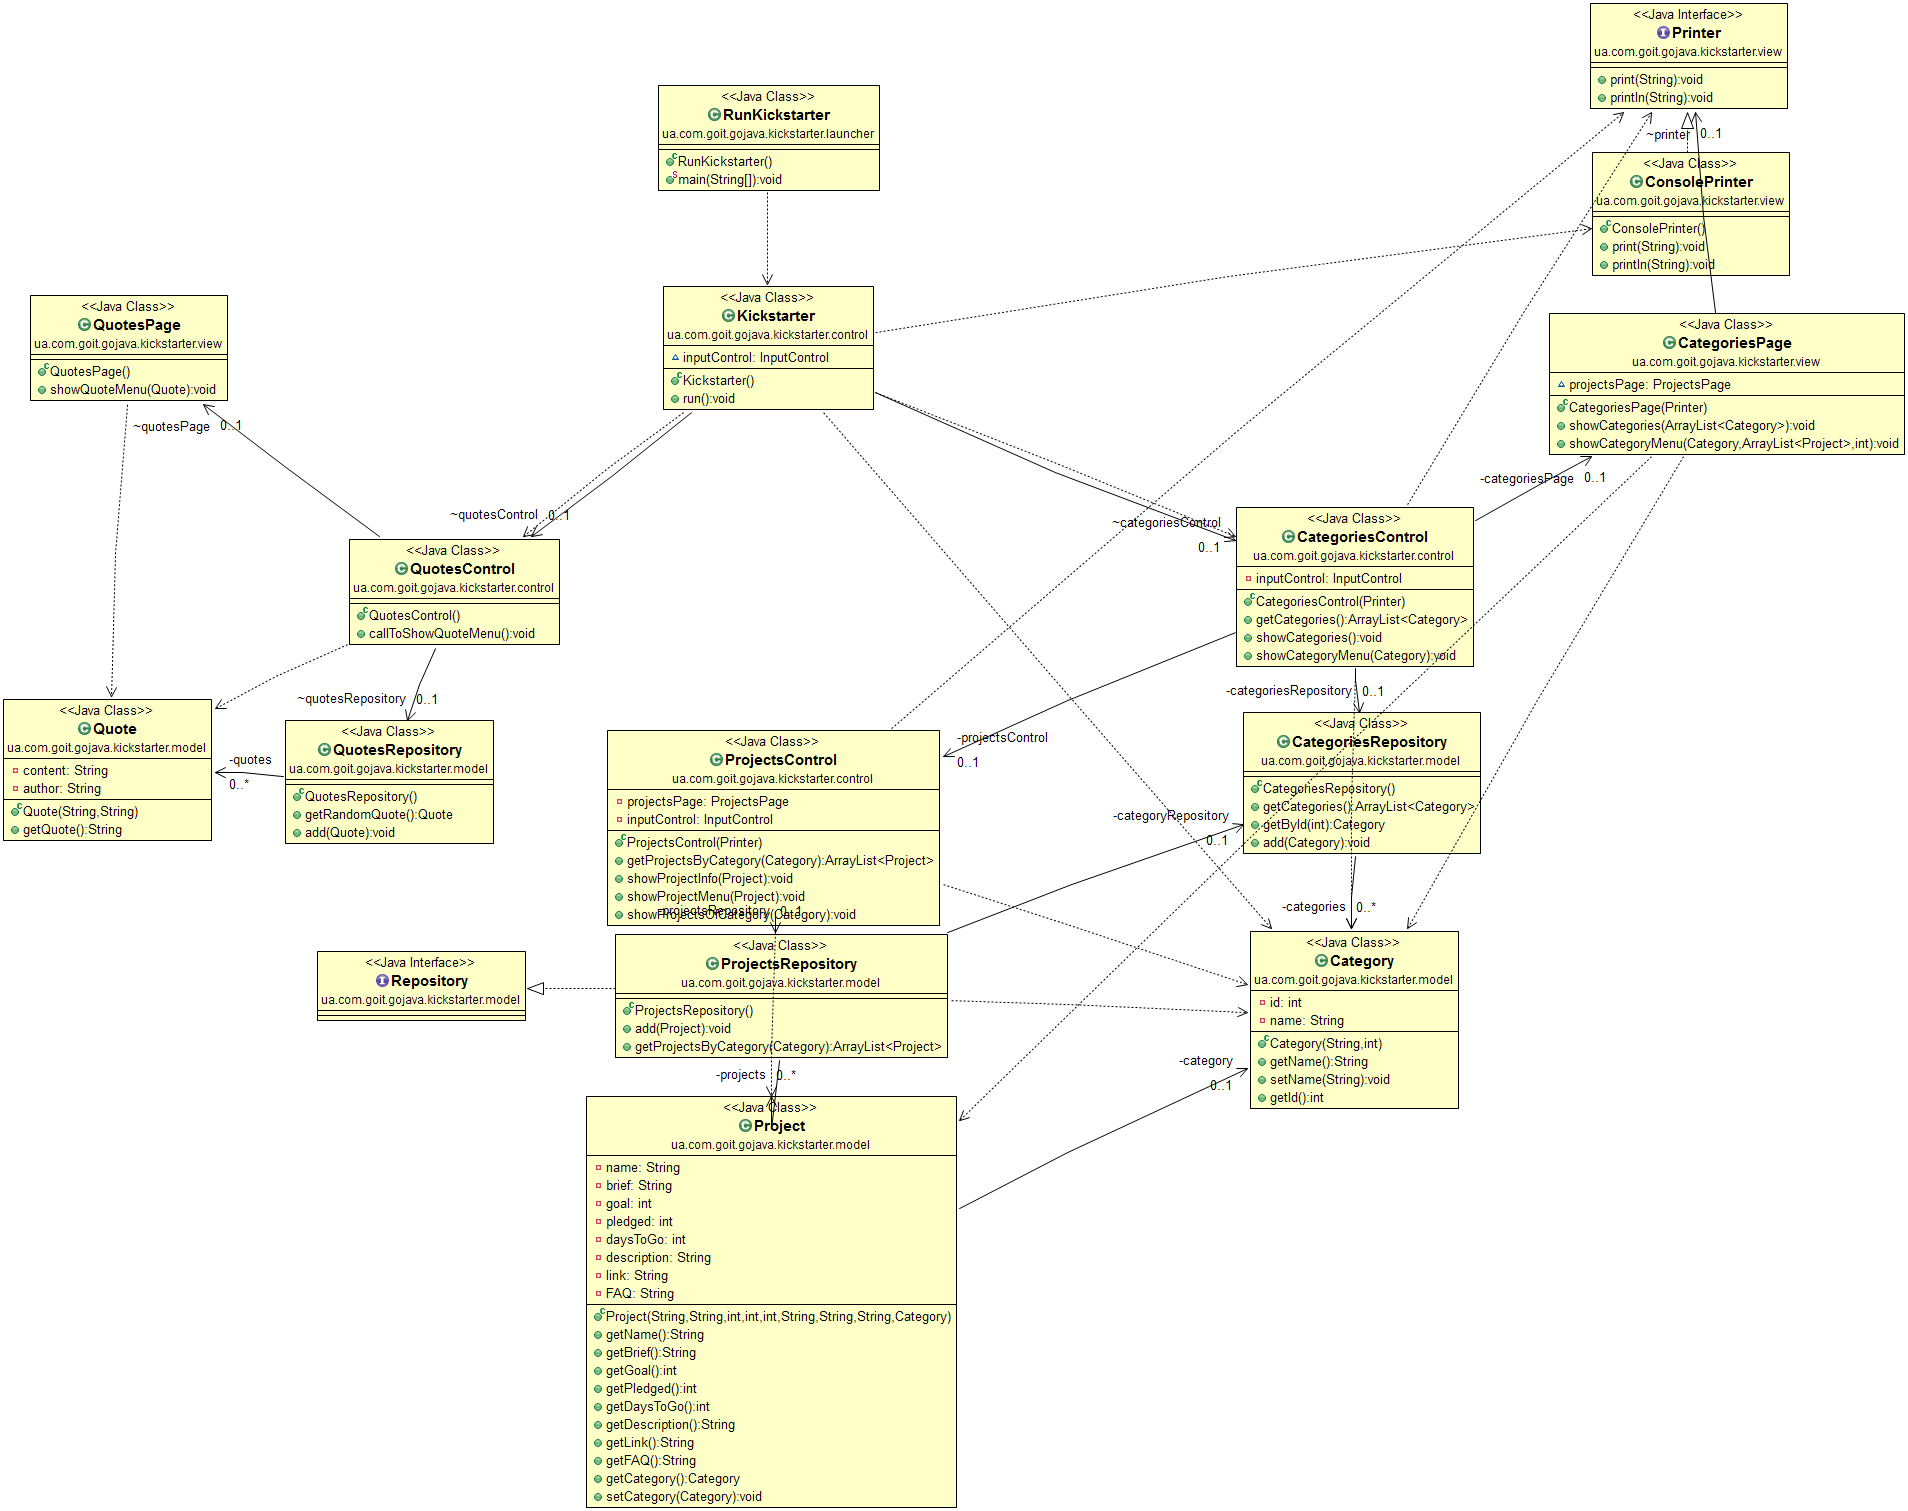 <<Java Interface>>
Printer
ua.com.goit.gojava.kickstarter.view
print(String):void
println(String):void
<<Java Class>>
RunKickstarter
ua.com.goit.gojava.kickstarter.launcher
RunKickstarter()
main(String[]):void
~printer
0..1
<<Java Class>>
ConsolePrinter
ua.com.goit.gojava.kickstarter.view
ConsolePrinter()
print(String):void
println(String):void
<<Java Class>>
Kickstarter
ua.com.goit.gojava.kickstarter.control
inputControl: InputControl
Kickstarter()
run():void
<<Java Class>>
QuotesPage
ua.com.goit.gojava.kickstarter.view
QuotesPage()
showQuoteMenu(Quote):void
~quotesPage
0..1
<<Java Class>>
CategoriesPage
ua.com.goit.gojava.kickstarter.view
projectsPage: ProjectsPage
CategoriesPage(Printer)
showCategories(ArrayList<Category>):void
showCategoryMenu(Category,ArrayList<Project>,int):void
-categoriesPage
0..1
~quotesControl
0..1
~categoriesControl
0..1
<<Java Class>>
QuotesControl
ua.com.goit.gojava.kickstarter.control
QuotesControl()
callToShowQuoteMenu():void
<<Java Class>>
CategoriesControl
ua.com.goit.gojava.kickstarter.control
inputControl: InputControl
CategoriesControl(Printer)
getCategories():ArrayList<Category>
showCategories():void
showCategoryMenu(Category):void
~quotesRepository
0..1
-categoriesRepository
0..1
<<Java Class>>
Quote
ua.com.goit.gojava.kickstarter.model
content: String
author: String
Quote(String,String)
getQuote():String
-quotes
0..*
<<Java Class>>
QuotesRepository
ua.com.goit.gojava.kickstarter.model
QuotesRepository()
getRandomQuote():Quote
add(Quote):void
-projectsControl
0..1
<<Java Class>>
ProjectsControl
ua.com.goit.gojava.kickstarter.control
projectsPage: ProjectsPage
inputControl: InputControl
ProjectsControl(Printer)
getProjectsByCategory(Category):ArrayList<Project>
showProjectInfo(Project):void
showProjectMenu(Project):void
showProjectsOfCategory(Category):void
-projectsRepository
0..1
<<Java Class>>
CategoriesRepository
ua.com.goit.gojava.kickstarter.model
CategoriesRepository()
getCategories():ArrayList<Category>
getById(int):Category
add(Category):void
-categoryRepository
0..1
-categories
0..*
<<Java Interface>>
Repository
ua.com.goit.gojava.kickstarter.model
<<Java Class>>
ProjectsRepository
ua.com.goit.gojava.kickstarter.model
ProjectsRepository()
add(Project):void
getProjectsByCategory(Category):ArrayList<Project>
<<Java Class>>
Category
ua.com.goit.gojava.kickstarter.model
id: int
name: String
Category(String,int)
getName():String
setName(String):void
getId():int
-projects
0..*
-category
0..1
<<Java Class>>
Project
ua.com.goit.gojava.kickstarter.model
name: String
brief: String
goal: int
pledged: int
daysToGo: int
description: String
link: String
FAQ: String
Project(String,String,int,int,int,String,String,String,Category)
getName():String
getBrief():String
getGoal():int
getPledged():int
getDaysToGo():int
getDescription():String
getLink():String
getFAQ():String
getCategory():Category
setCategory(Category):void